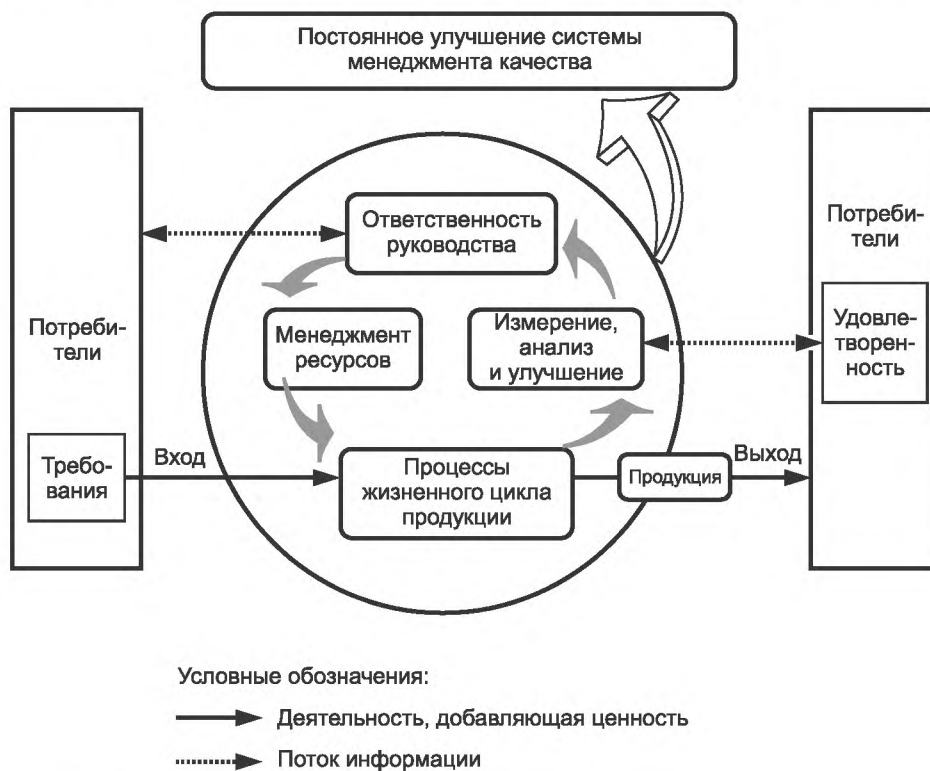 Постоянное улучшение системы
менеджмента качества
Ответственность
руководства
Потреби-
тели
Потреби-
тели
Менеджмент
ресурсов
Измерение,
анализ
и улучшение
Удовле-
творен-
ность
Требо-
вания
Вход
Процессы
жизненного цикла
продукции
Продукция
Выход
Условные обозначения:
Деятельность, добавляющая ценность
Поток информации